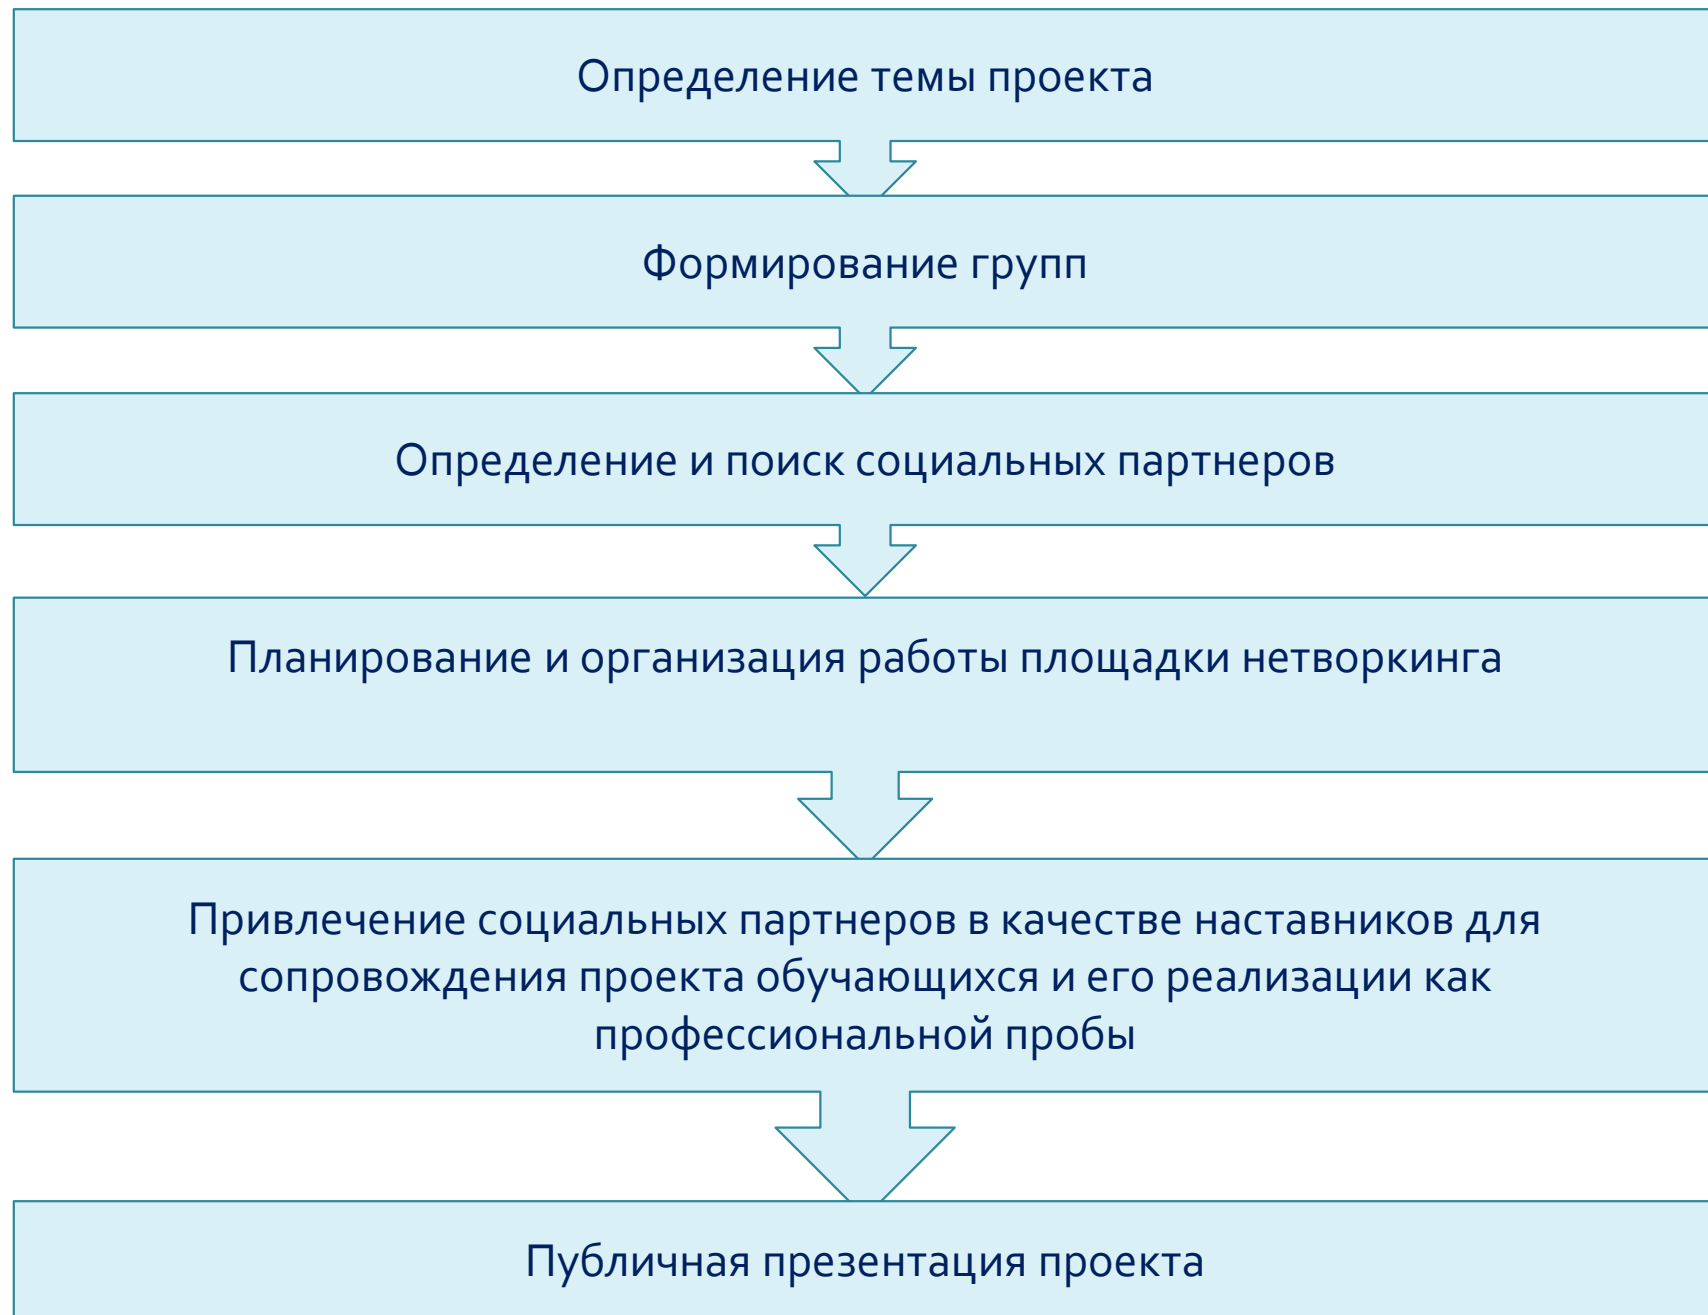 Определение темы проекта
Формирование групп
Определение и поиск социальных партнеров
Планирование и организация работы площадки нетворкинга
Привлечение социальных партнеров в качестве наставников для
сопровождения проекта обучающихся и его реализации как
профессиональной пробы
Публичная презентация проекта